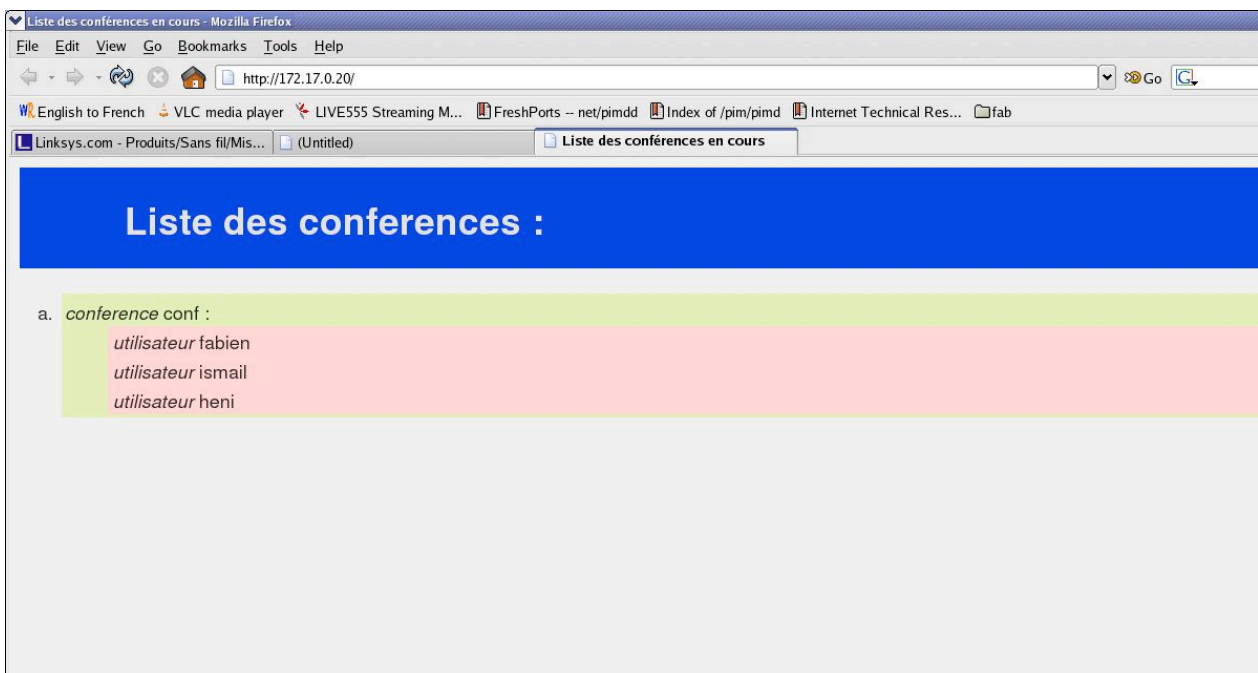 Liste des conférences en cours - Mozilla Firefox
File Edit View Go Bookmarks Tools Help
http://172.17.0.20/ Go G
WR English to French VLC media player LIVE555 Streaming M... FreshPorts -- net/pimdd Index of /pim/pimd Internet Technical Res... fab
L Linksys.com - Produits/Sans fil/Mis... (Untitled) Liste des conférences en cours
Liste des conferences :
a. conference conf :
utilisateur fabien
utilisateur ismail
utilisateur heni